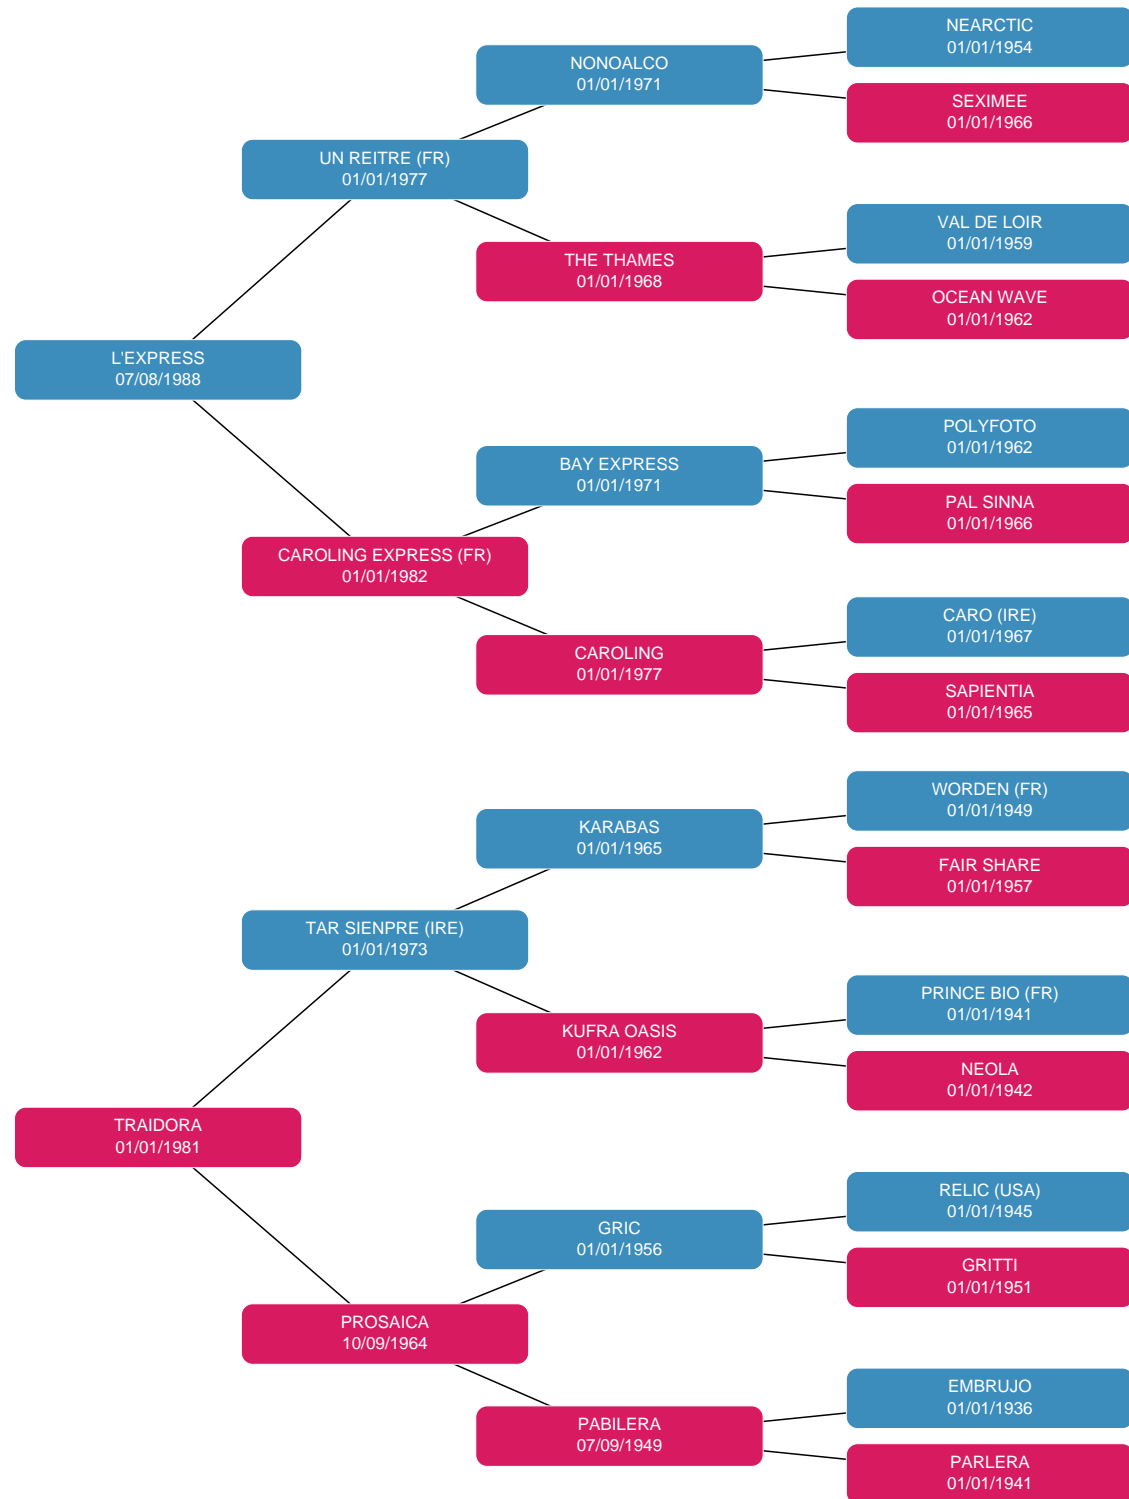 NEARCTIC
01/01/1954
NONOALCO
01/01/1971
SEXIMEE
01/01/1966
UN REITRE (FR)
01/01/1977
VAL DE LOIR
01/01/1959
THE THAMES
01/01/1968
OCEAN WAVE
01/01/1962
L'EXPRESS
07/08/1988
POLYFOTO
01/01/1962
BAY EXPRESS
01/01/1971
PAL SINNA
01/01/1966
CAROLING EXPRESS (FR)
01/01/1982
CARO (IRE)
01/01/1967
CAROLING
01/01/1977
SAPIENTIA
01/01/1965
WORDEN (FR)
01/01/1949
KARABAS
01/01/1965
FAIR SHARE
01/01/1957
TAR SIENPRE (IRE)
01/01/1973
PRINCE BIO (FR)
01/01/1941
KUFRA OASIS
01/01/1962
NEOLA
01/01/1942
TRAIDORA
01/01/1981
RELIC (USA)
01/01/1945
GRIC
01/01/1956
GRITTI
01/01/1951
PROSAICA
10/09/1964
EMBRUJO
01/01/1936
PABILERA
07/09/1949
PARLERA
01/01/1941